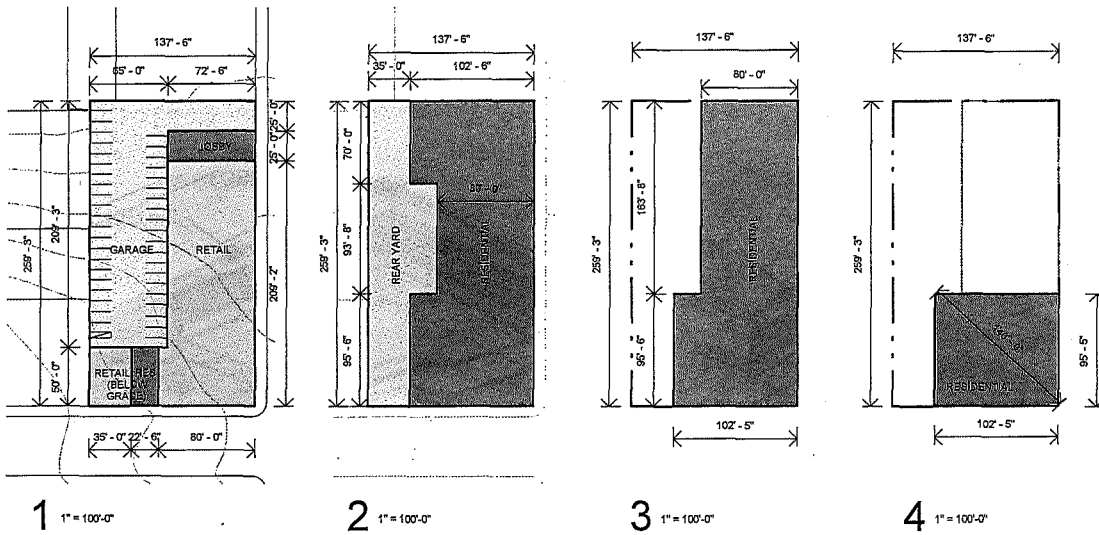 137' - 6"
65' - 0"
72' - 6"
25' - 0"
25' - 0"
LOBBY
259' - 3"
209' - 3"
GARAGE
RETAIL
209' - 2"
50' - 0"
RETAIL
RES
(BELOW
GRADE)
35' - 0"
22' - 6"
80' - 0"
1
1" = 100'-0"
137' - 6"
35' - 0"
102' - 6"
70' - 0"
259' - 3"
93' - 8"
REAR YARD
80' - 0"
RESIDENTIAL
95' - 6"
2
1" = 100'-0"
137' - 6"
80' - 0"
163' - 8"
259' - 3"
RESIDENTIAL
95' - 6"
102' - 5"
3
1" = 100'-0"
137' - 6"
259' - 3"
RESIDENTIAL
95' - 5"
102' - 5"
4
1" = 100'-0"